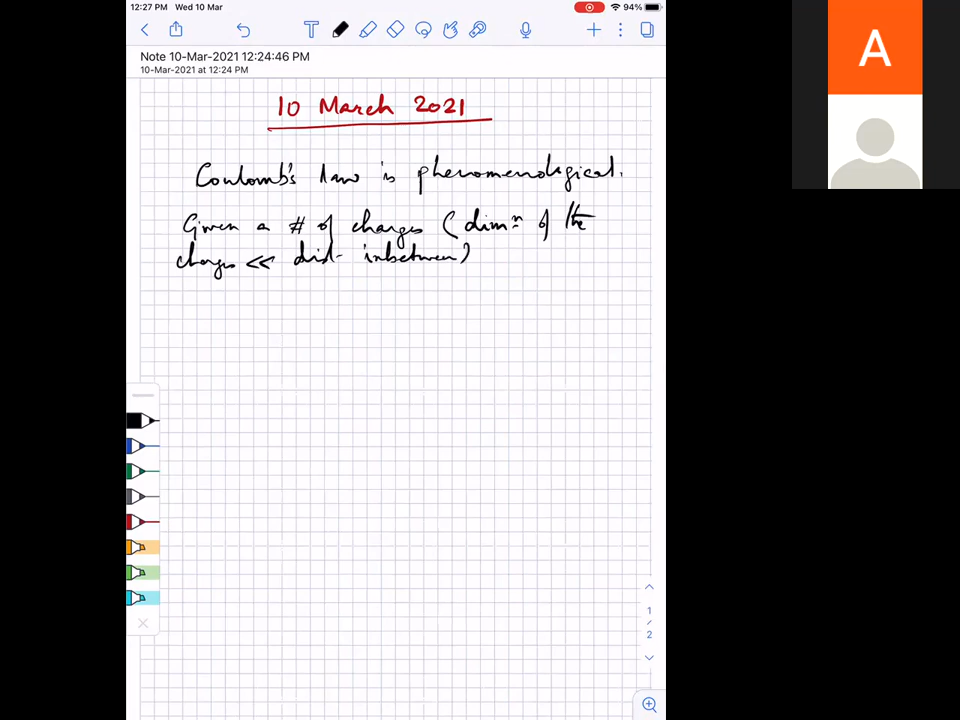 12:27 PM Wed 10 Mar
94%
Note 10-Mar-2021 12:24:46 PM
10-Mar-2021 at 12:24 PM
10 March 2021
Coulomb's law is phenomenological.
Given a # of charges (dimⁿ of the
charges << dist inbetween)
A
1
/
2